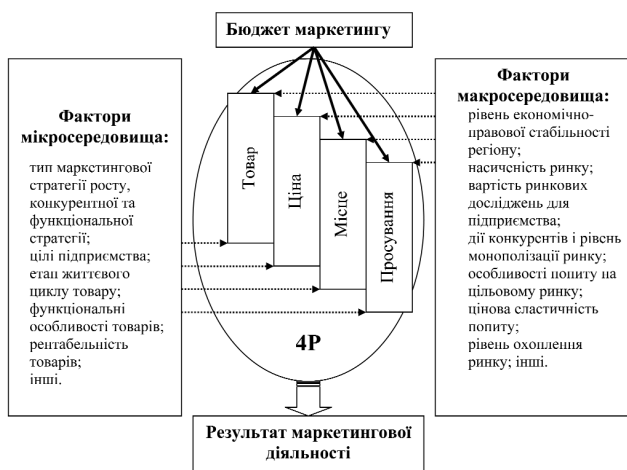 Бюджет маркетингу
Фактори
мікросередовища:
тип маркетингової
стратегії росту,
конкурентної та
функціональної
стратегії;
цілі підприємства;
етап життєвого
циклу товару;
функціональні
особливості товарів;
рентабельність
товарів;
інші.
Товар
Ціна
Місце
Просування
4Р
Фактори
макросередовища:
рівень економічно-
правової стабільності
регіону;
насиченість ринку;
вартість ринкових
досліджень для
підприємства;
дії конкурентів і рівень
монополізації ринку;
особливості попиту на
цільовому ринку;
цінова еластичність
попиту;
рівень охоплення
ринку; інші.
Результат маркетингової
діяльності